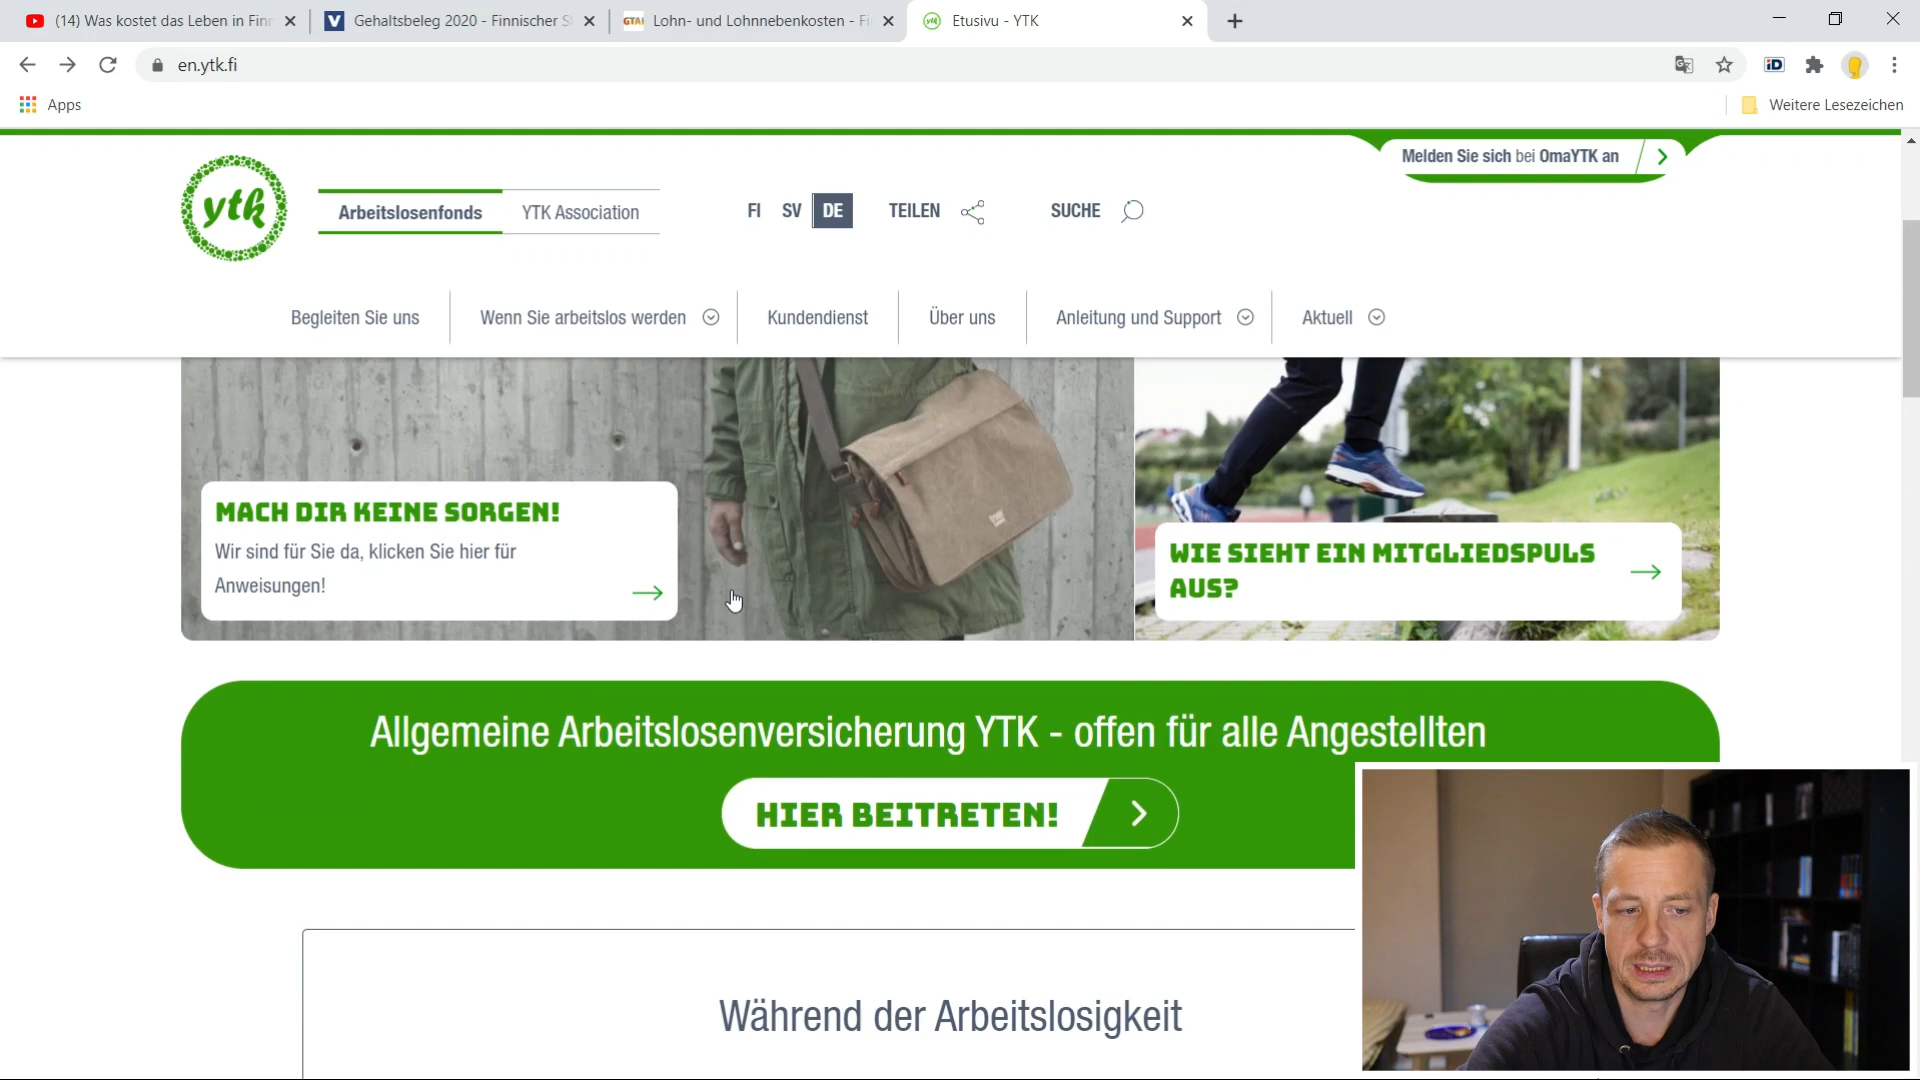 (14) Was kostet das Leben in Finn
Gehaltsbeleg 2020 - Finnischer S
GTAI Lohn- und Lohnnebenkosten - Fi
Etusivu - YTK
en.ytk.fi
iD
Apps
Weitere Lesezeichen
Melden Sie sich bei OmaYTK an
ytk
Arbeitslosenfonds
YTK Association
FI SV DE
TEILEN
SUCHE
Begleiten Sie uns
Wenn Sie arbeitslos werden
Kundendienst
Über uns
Anleitung und Support
Aktuell
MACH DIR KEINE SORGEN!
Wir sind für Sie da, klicken Sie hier für
Anweisungen!
WIE SIEHT EIN MITGLIEDSPULS
AUS?
Allgemeine Arbeitslosenversicherung YTK - offen für alle Angestellten
HIER BEITRETEN!
Während der Arbeitslosigkeit